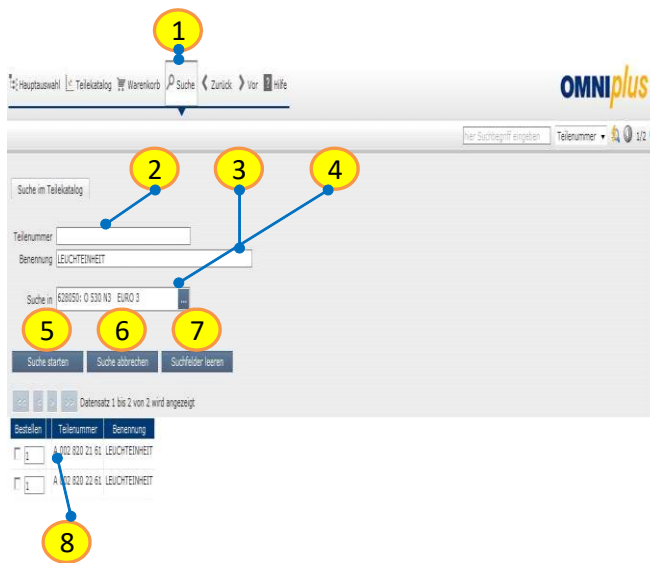 1
Hauptauswahl Teilekatalog Warenkorb Suche Zurück Vor ? Hilfe
OMNIplus
hier Suchbegriff eingeben Teilenummer 1/2
2 3 4
Suche im Teilekatalog
Teilenummer
Benennung LEUCHTEINHEIT
Suche in 628050: O 530 N3 EURO 3 ...
5 6 7
Suche starten Suche abbrechen Suchfelder leeren
<< < > >> Datensatz 1 bis 2 von 2 wird angezeigt
Bestellen Teilenummer Benennung
1 A 002 820 21 61 LEUCHTEINHEIT
1 A 002 820 22 61 LEUCHTEINHEIT
8